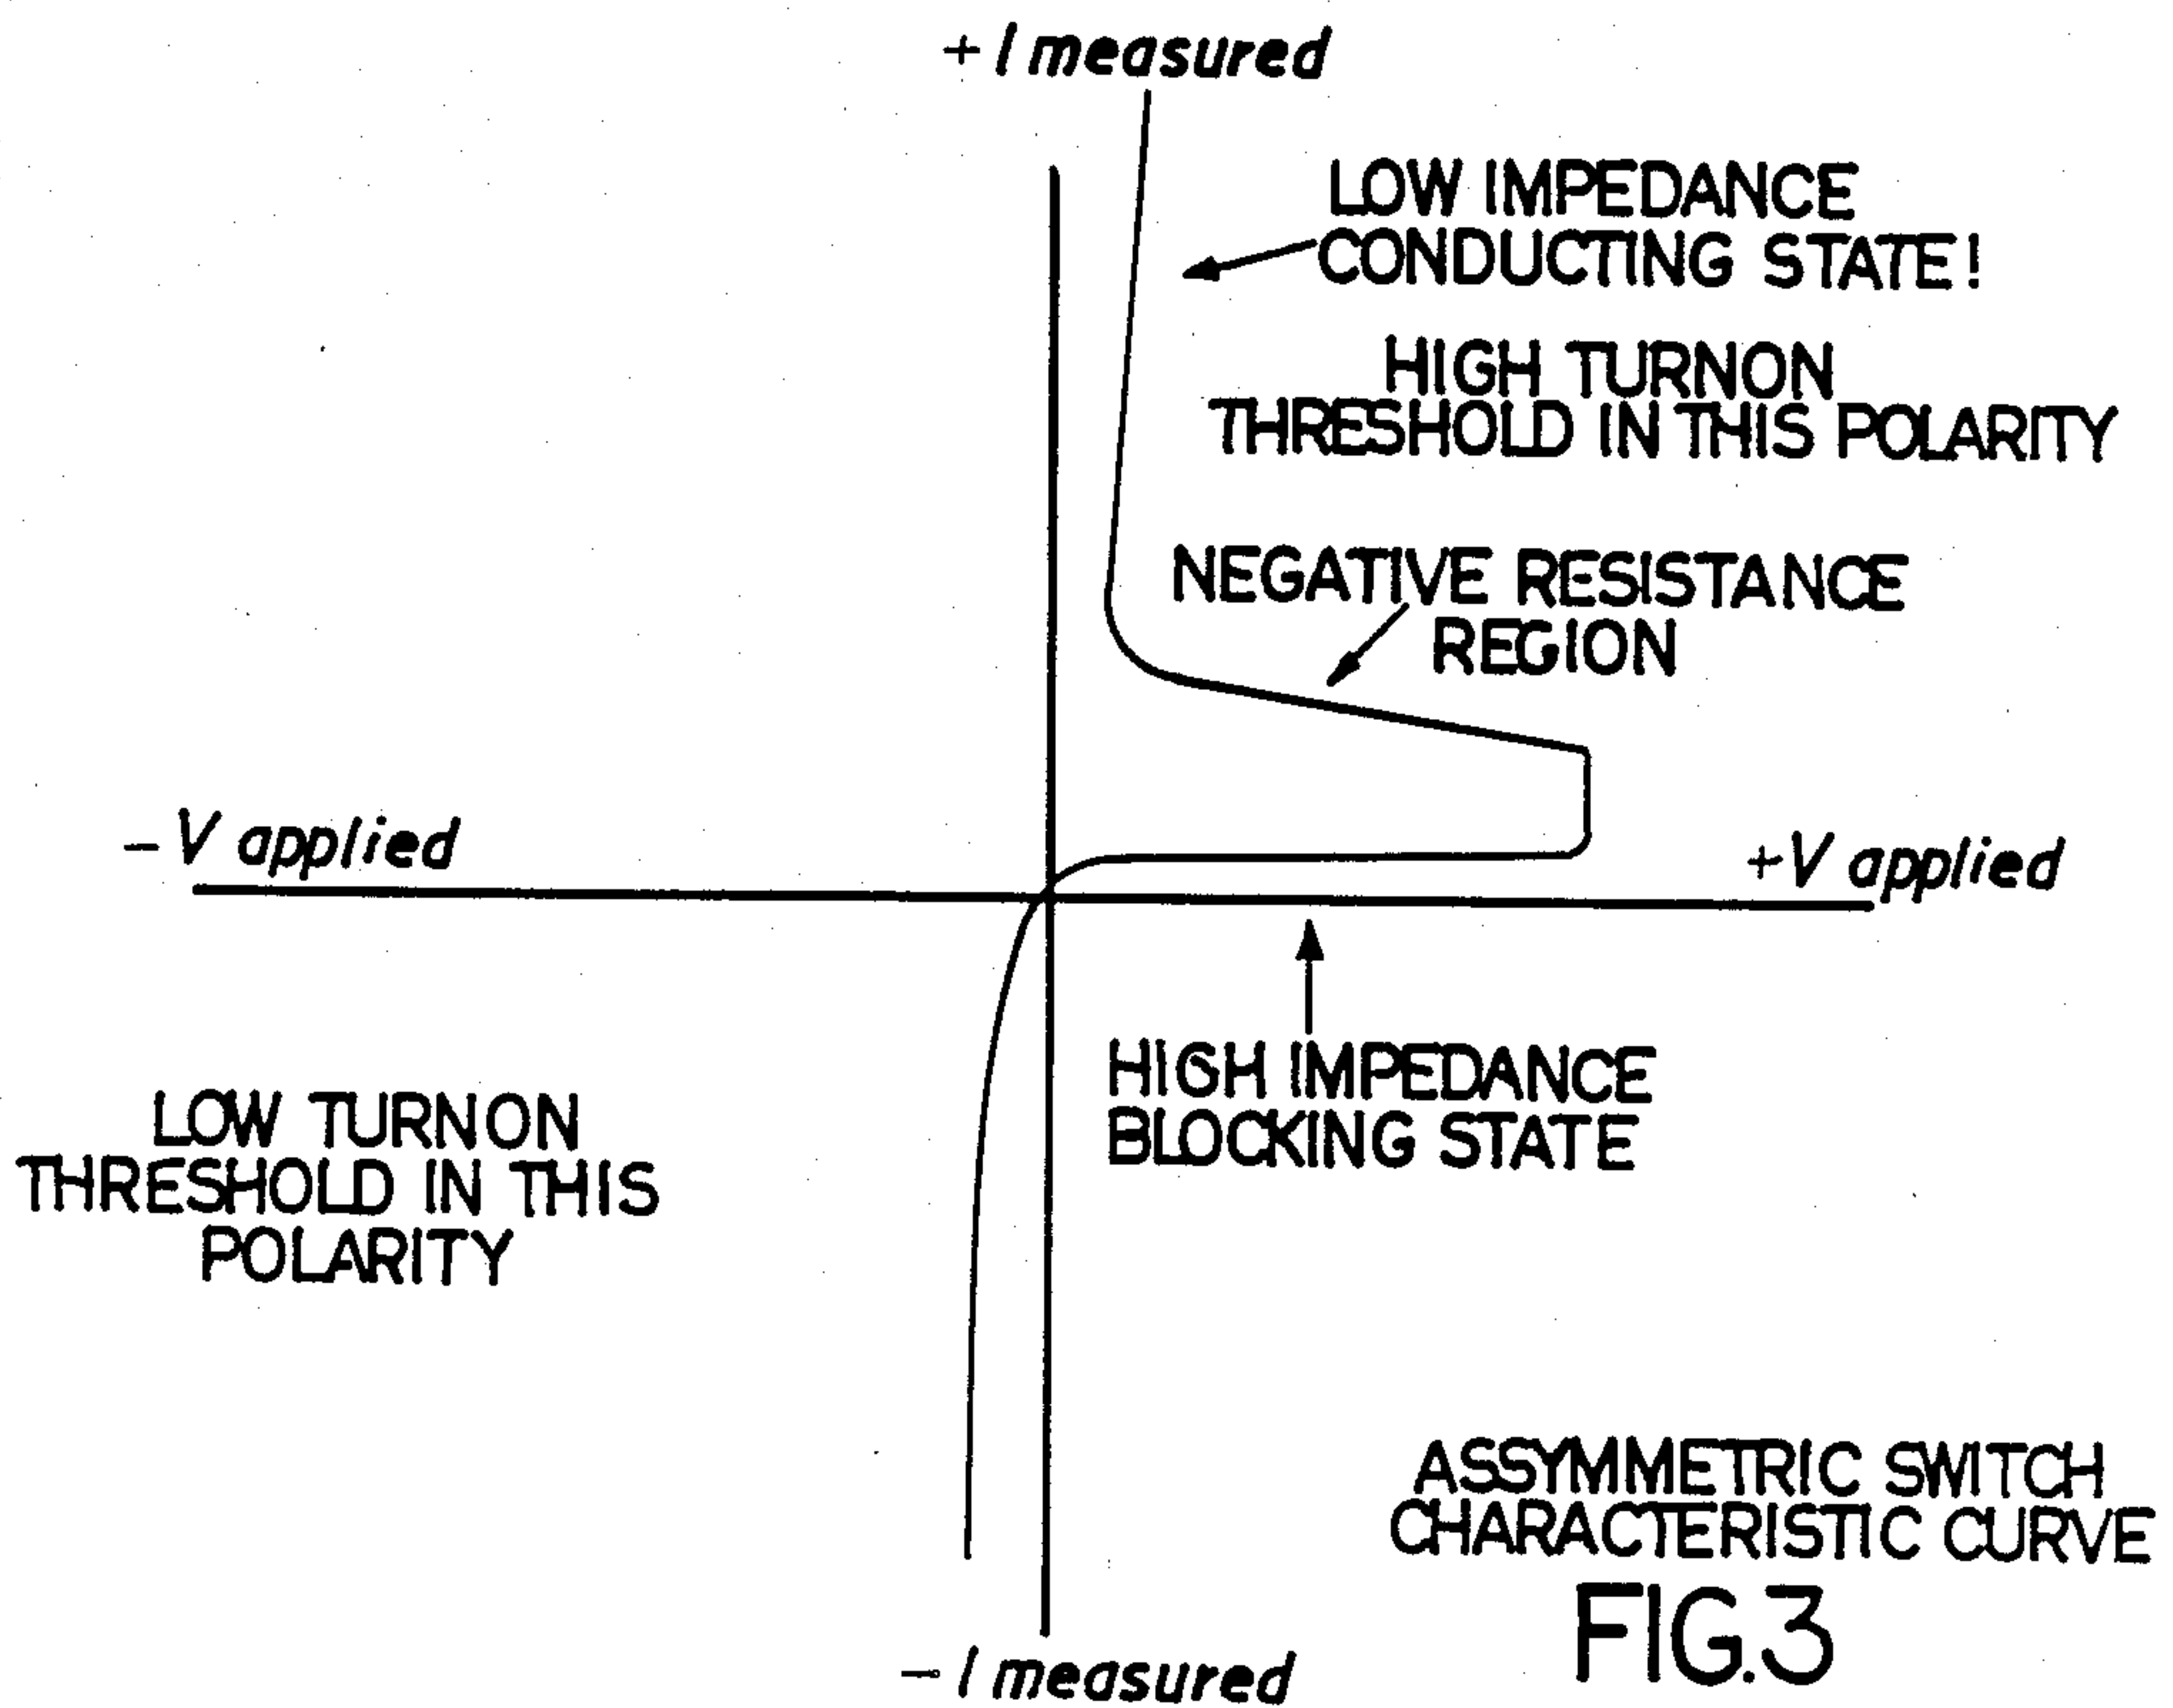 + I measured
LOW IMPEDANCE
CONDUCTING STATE!
HIGH TURNON
THRESHOLD IN THIS POLARITY
NEGATIVE RESISTANCE
REGION
- V applied
+V applied
HIGH IMPEDANCE
BLOCKING STATE
LOW TURNON
THRESHOLD IN THIS
POLARITY
ASSYMMETRIC SWITCH
CHARACTERISTIC CURVE
FIG.3
- I measured